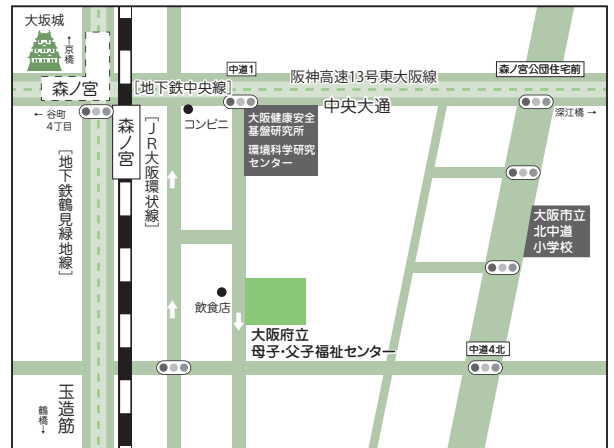 大坂城
←京橋
森ノ宮
[地下鉄中央線]
中道1
阪神高速13号東大阪線
森ノ宮公団住宅前
← 谷町
4丁目
中央大通
深江橋 →
コンビニ
大阪健康安全
基盤研究所
環境科学研究
センター
森ノ宮
[JR大阪環状線]
[地下鉄鶴見緑地線]
大阪市立
北中道
小学校
飲食店
大阪府立
母子・父子福祉センター
中道4北
玉造筋
鶴橋→